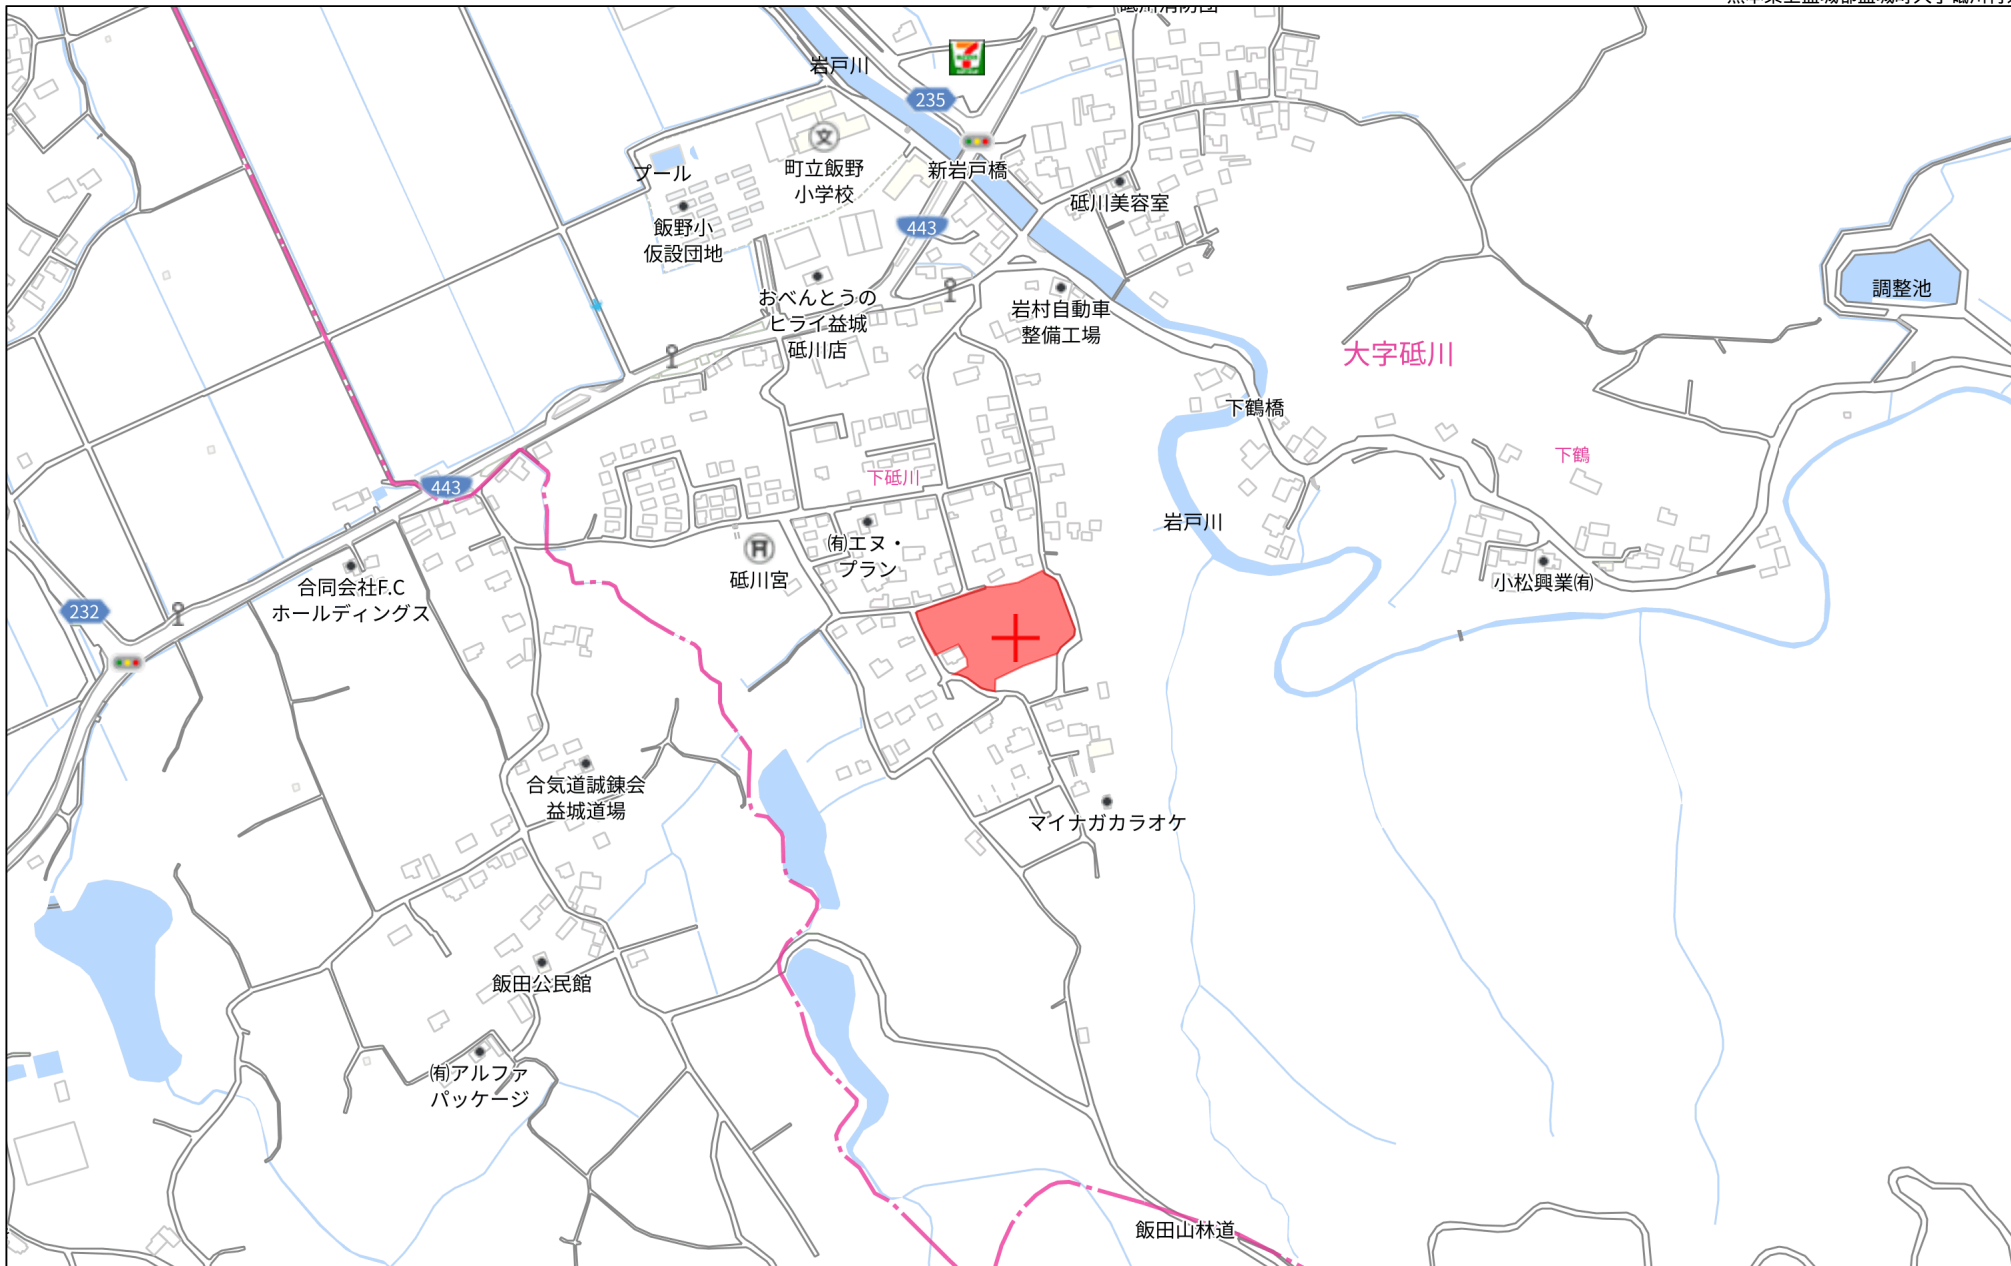 岩戸川
235
新岩戸橋
町立飯野
小学校
プール
飯野小
仮設団地
443
砥川美容室
おべんとうの
ヒライ益城
砥川店
岩村自動車
整備工場
調整池
大字砥川
下鶴橋
下鶴
443
下砥川
岩戸川
㈲エヌ・
プラン
砥川宮
合同会社F.C
ホールディングス
232
小松興業㈲
合気道誠錬会
益城道場
マイナガカラオケ
飯田公民館
㈲アルファ
パッケージ
飯田山林道